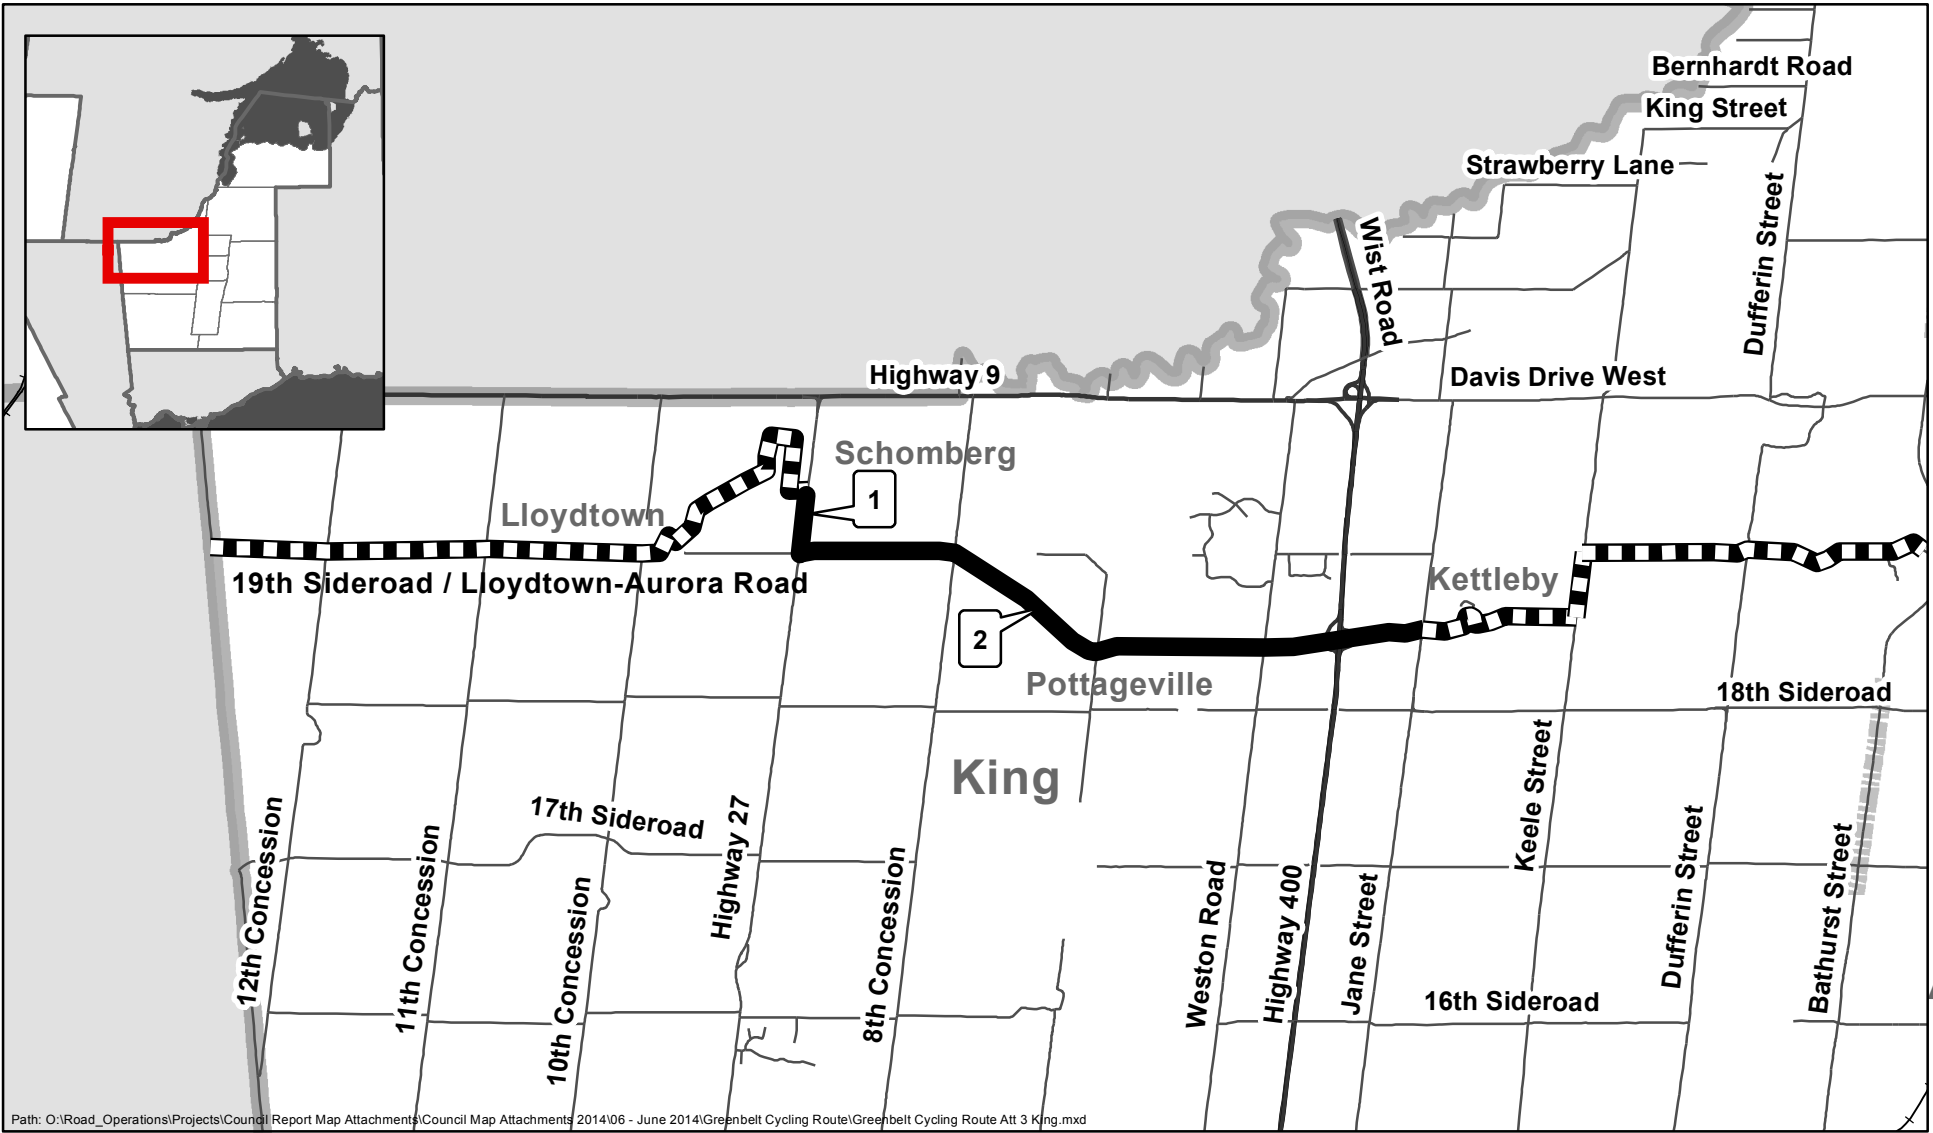 Bernhardt Road
King Street
Strawberry Lane
Dufferin Street
Wist Road
Highway 9
Davis Drive West
Schomberg
1
Lloydtown
19th Sideroad / Lloydtown-Aurora Road
Kettleby
2
Pottageville
18th Sideroad
King
17th Sideroad
12th Concession
11th Concession
10th Concession
Highway 27
8th Concession
Weston Road
Highway 400
Jane Street
Keele Street
Dufferin Street
Bathurst Street
16th Sideroad
Path: O:\Road_Operations\Projects\Council Report Map Attachments\Council Map Attachments 2014\06 - June 2014\Greenbelt Cycling Route\Greenbelt Cycling Route Att 3 King.mxd